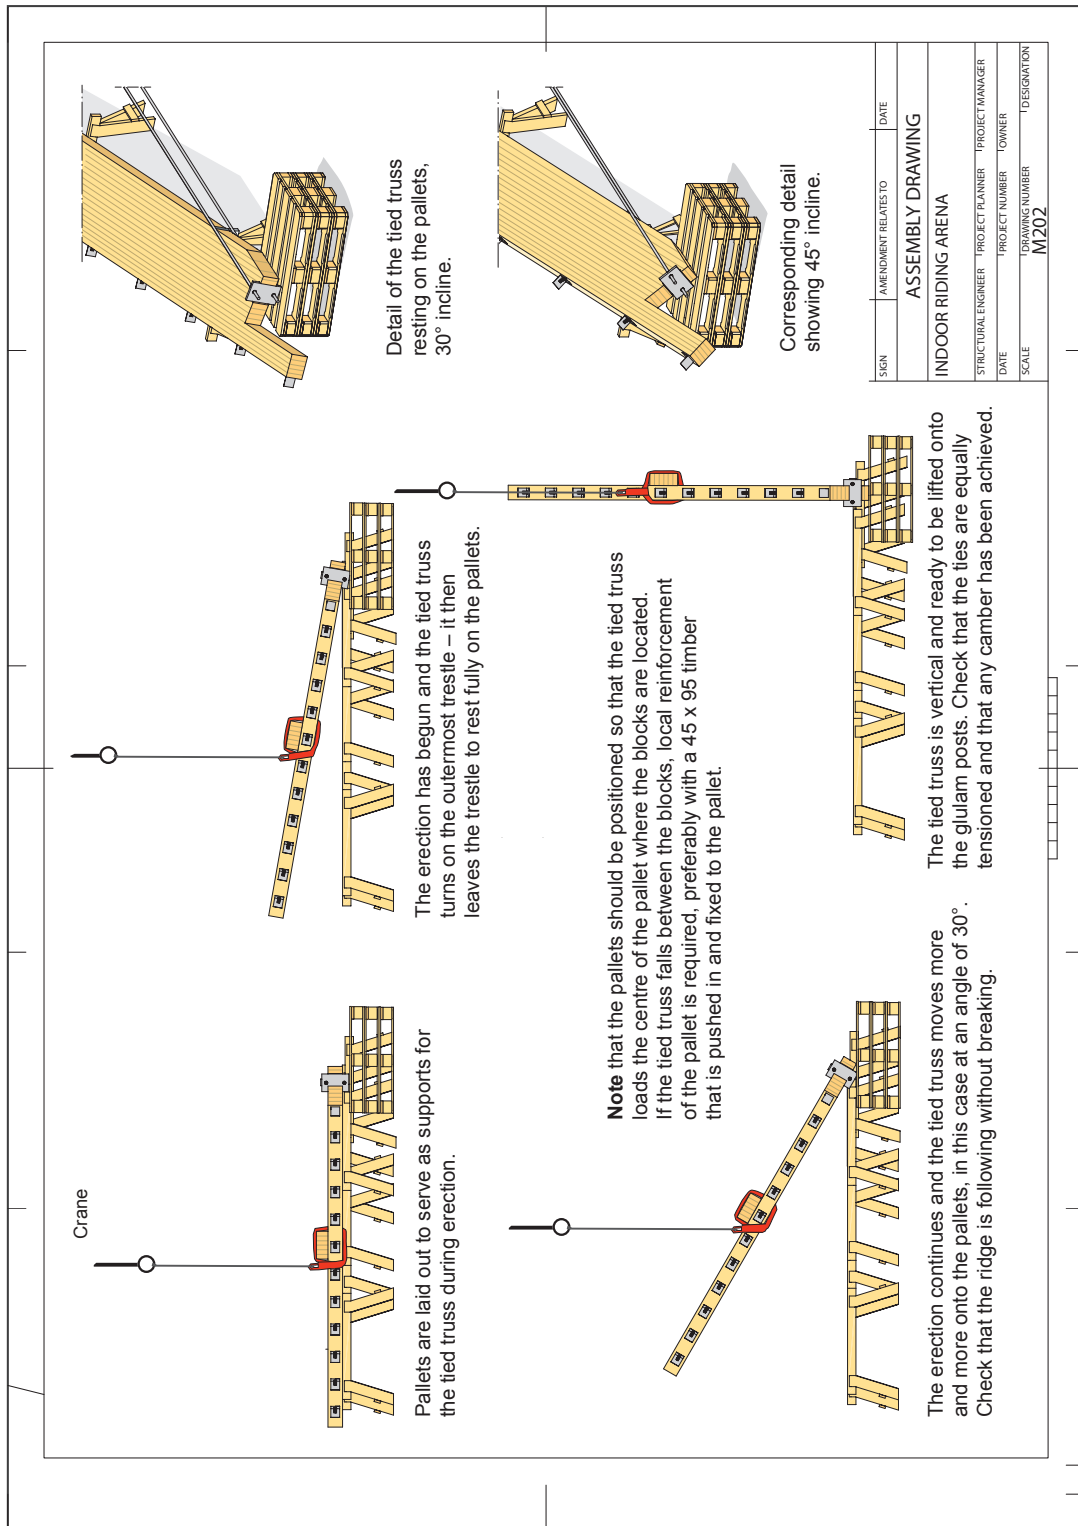 Crane
Pallets are laid out to serve as supports for
the tied truss during erection.
The erection has begun and the tied truss
turns on the outermost trestle – it then
leaves the trestle to rest fully on the pallets.
Detail of the tied truss
resting on the pallets,
30° incline.
Note that the pallets should be positioned so that the tied truss
loads the centre of the pallet where the blocks are located.
If the tied truss falls between the blocks, local reinforcement
of the pallet is required, preferably with a 45 x 95 timber
that is pushed in and fixed to the pallet.
Corresponding detail
showing 45° incline.
The erection continues and the tied truss moves more
and more onto the pallets, in this case at an angle of 30°.
Check that the ridge is following without breaking.
The tied truss is vertical and ready to be lifted onto
the glulam posts. Check that the ties are equally
tensioned and that any camber has been achieved.
SIGN AMENDMENT RELATES TO DATE
ASSEMBLY DRAWING
INDOOR RIDING ARENA
STRUCTURAL ENGINEER PROJECT PLANNER PROJECT MANAGER
DATE PROJECT NUMBER OWNER
SCALE DRAWING NUMBER DESIGNATION
M202